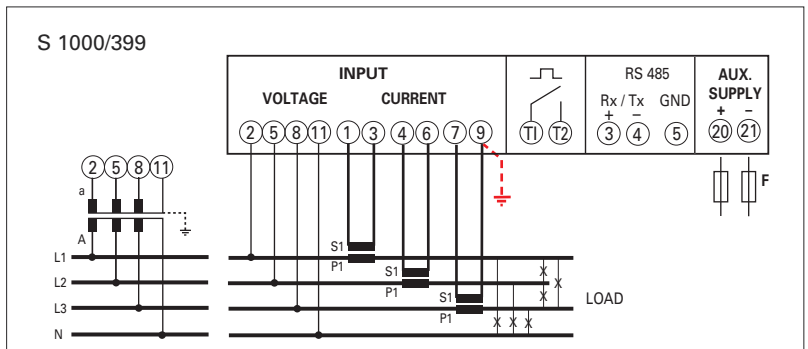 S 1000/399
INPUT
VOLTAGE CURRENT
RS 485
AUX. SUPPLY
Rx / Tx GND
+ −
+ −
2 5 8 11 1 3 4 6 7 9
T1 T2
3 4 5
20 21
F
2 5 8 11
a
A
S1
P1
S1
P1
S1
P1
L1
L2
L3
N
X
X
X
X X X
LOAD